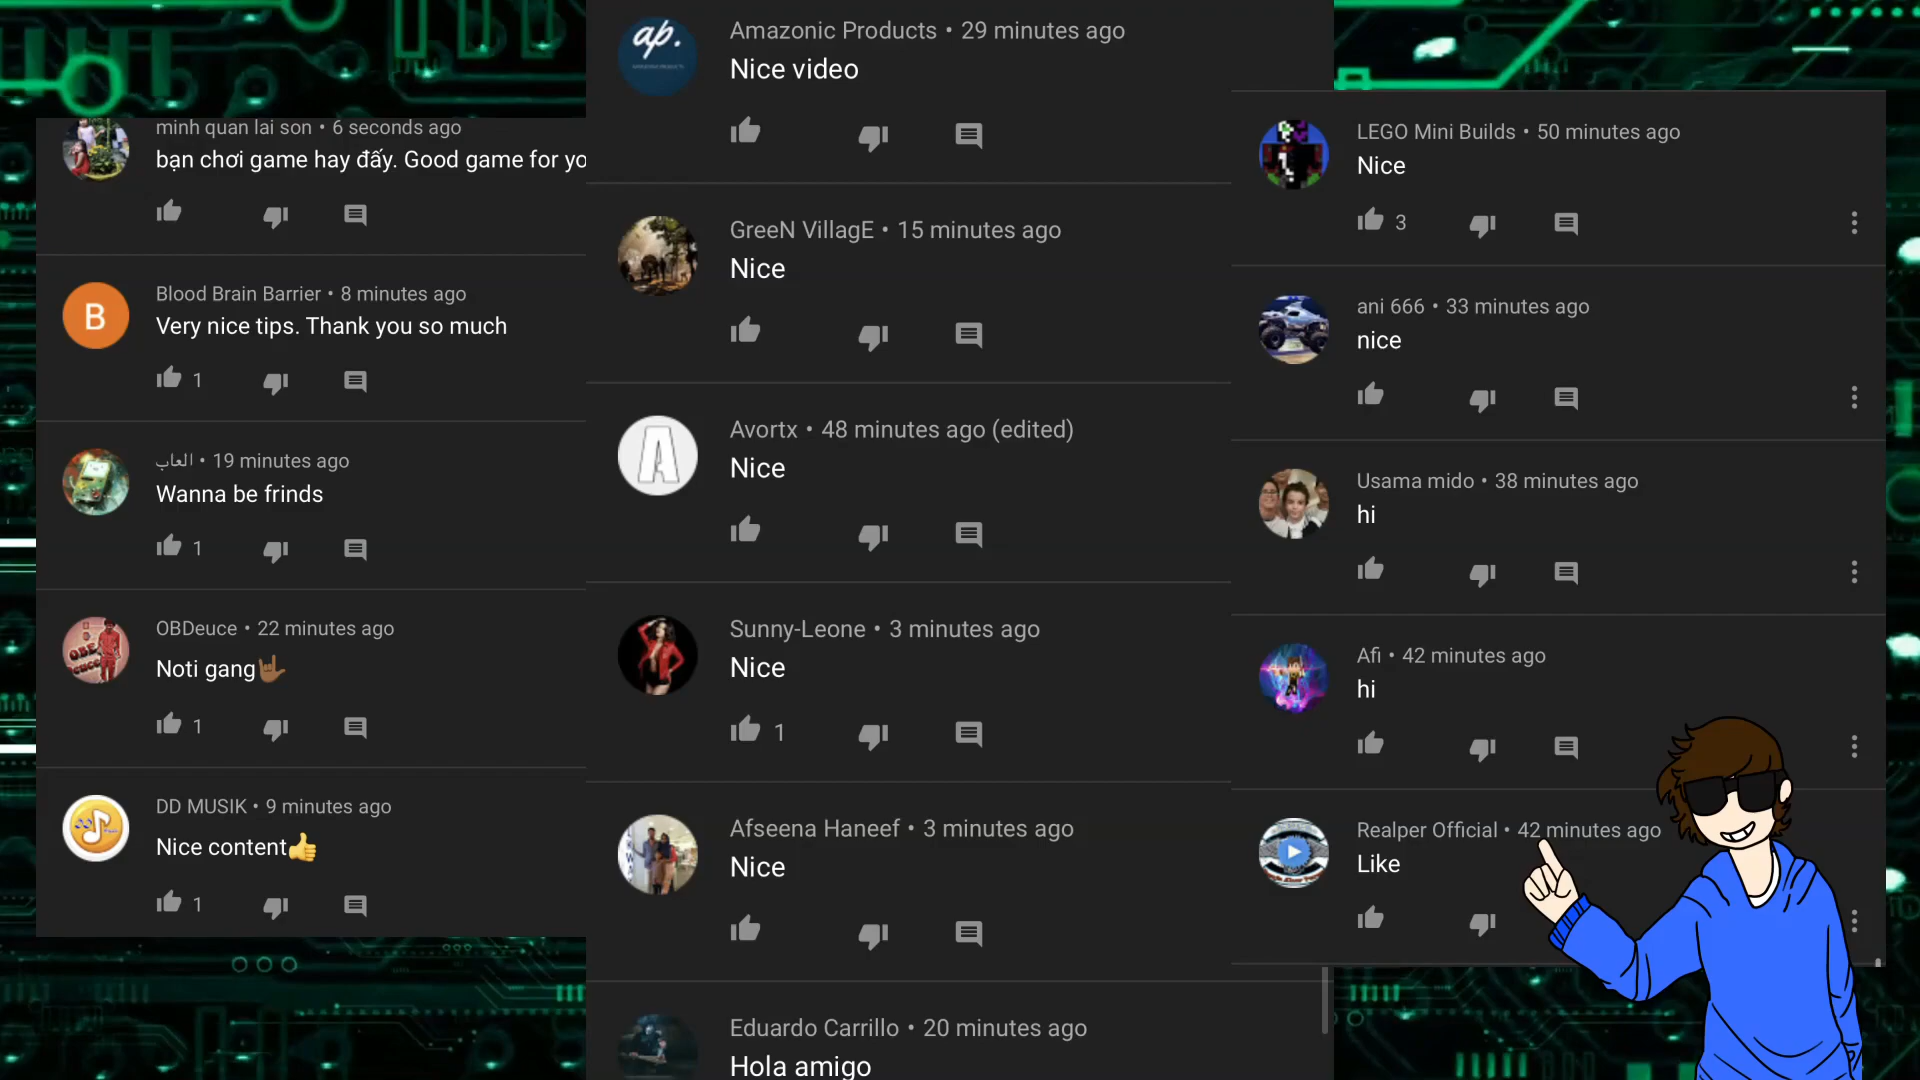 minh quan lai son • 6 seconds ago
bạn chơi game hay đấy. Good game for yo
Blood Brain Barrier • 8 minutes ago
Very nice tips. Thank you so much
1
العاب • 19 minutes ago
Wanna be frinds
1
OBDeuce • 22 minutes ago
Noti gang🤟🏾
1
DD MUSIK • 9 minutes ago
Nice content👍
1
ap.
Amazonic Products • 29 minutes ago
Nice video
GreeN VillagE • 15 minutes ago
Nice
A
Avortx • 48 minutes ago (edited)
Nice
Sunny-Leone • 3 minutes ago
Nice
1
Afseena Haneef • 3 minutes ago
Nice
Eduardo Carrillo • 20 minutes ago
Hola amigo
LEGO Mini Builds • 50 minutes ago
Nice
3
ani 666 • 33 minutes ago
nice
Usama mido • 38 minutes ago
hi
Afi • 42 minutes ago
hi
Realper Official • 42 minutes ago
Like
B